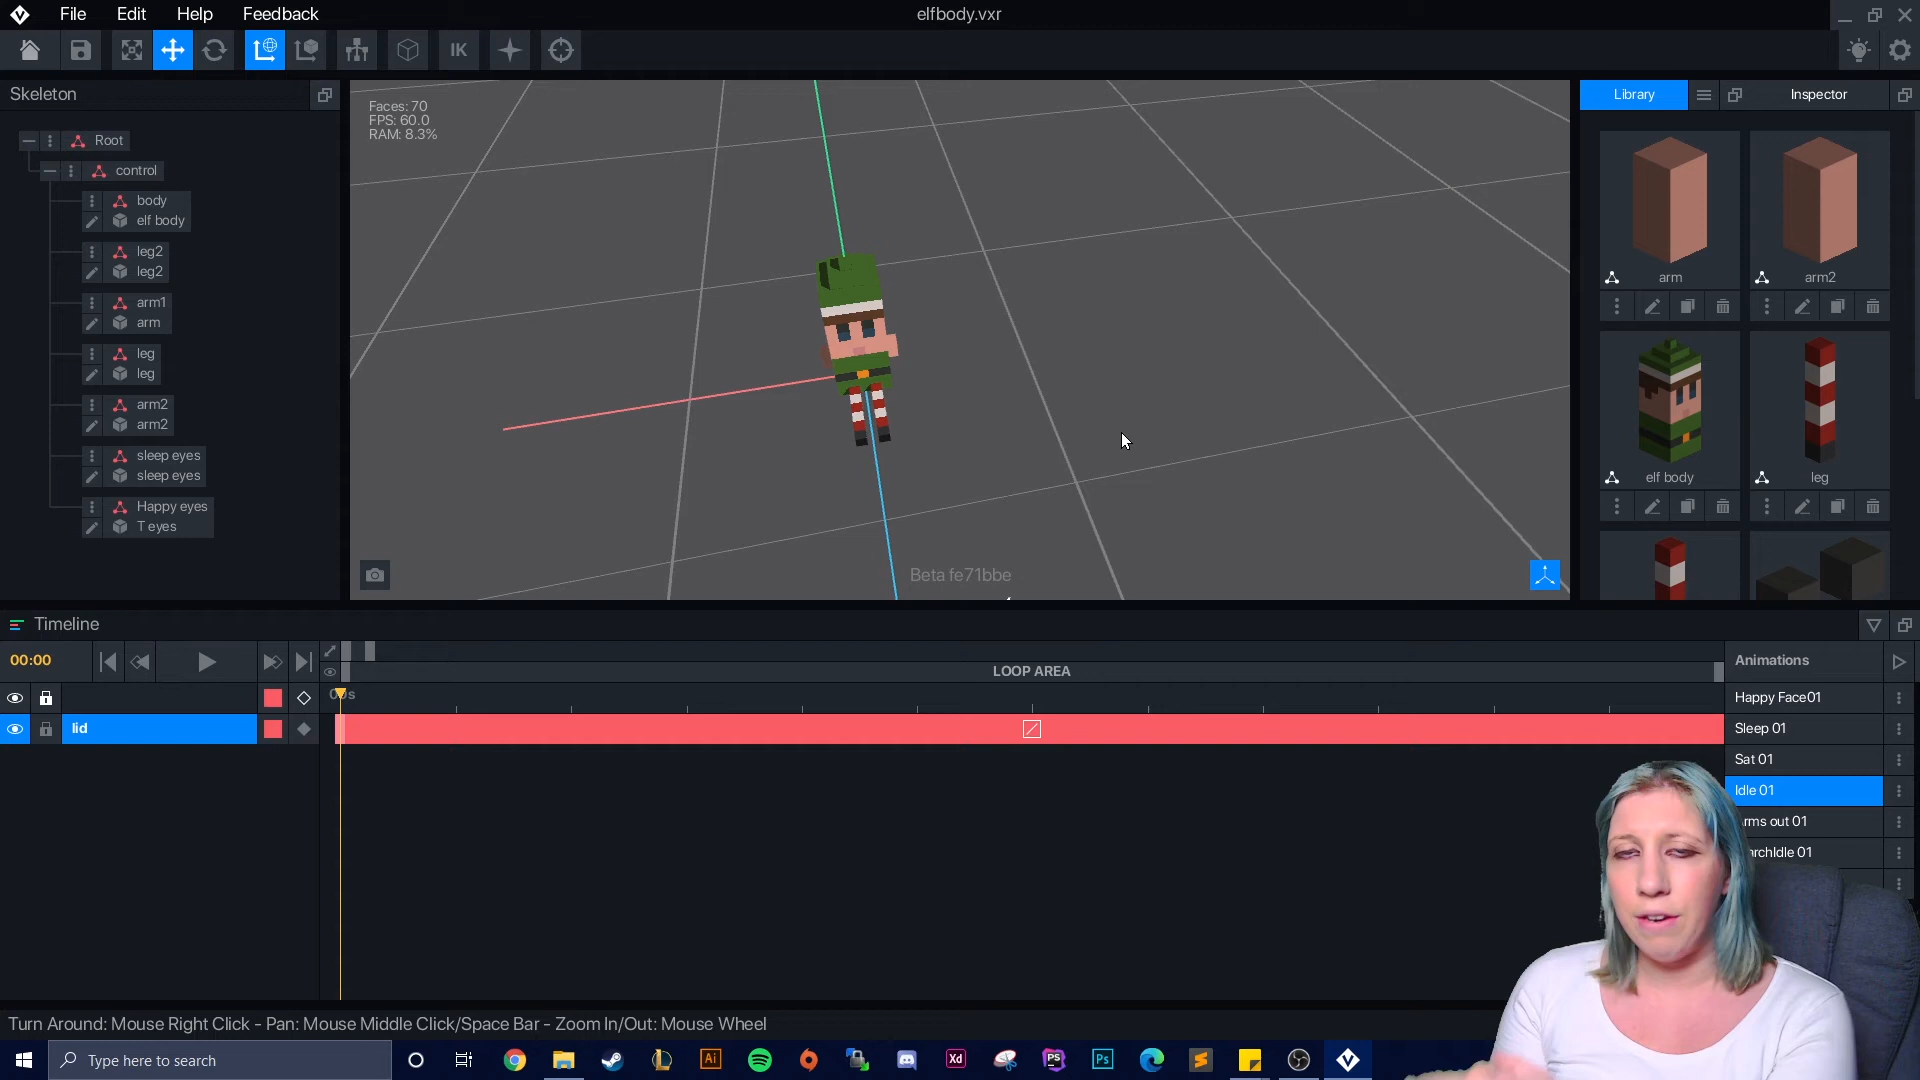 File Edit Help Feedback
elfbody.vxr
IK
Skeleton
Root
control
body
elf body
leg2
leg2
arm1
arm
leg
leg
arm2
arm2
sleep eyes
sleep eyes
Happy eyes
T eyes
Faces: 70
FPS: 60.0
RAM: 8.3%
Beta fe71bbe
Library
Inspector
arm
arm2
elf body
leg
Timeline
00:00
LOOP AREA
lid
Animations
Happy Face01
Sleep 01
Sat 01
Idle 01
rms out 01
rchIdle 01
Turn Around: Mouse Right Click - Pan: Mouse Middle Click/Space Bar - Zoom In/Out: Mouse Wheel
Type here to search
Ai
Xd
PS
Ps